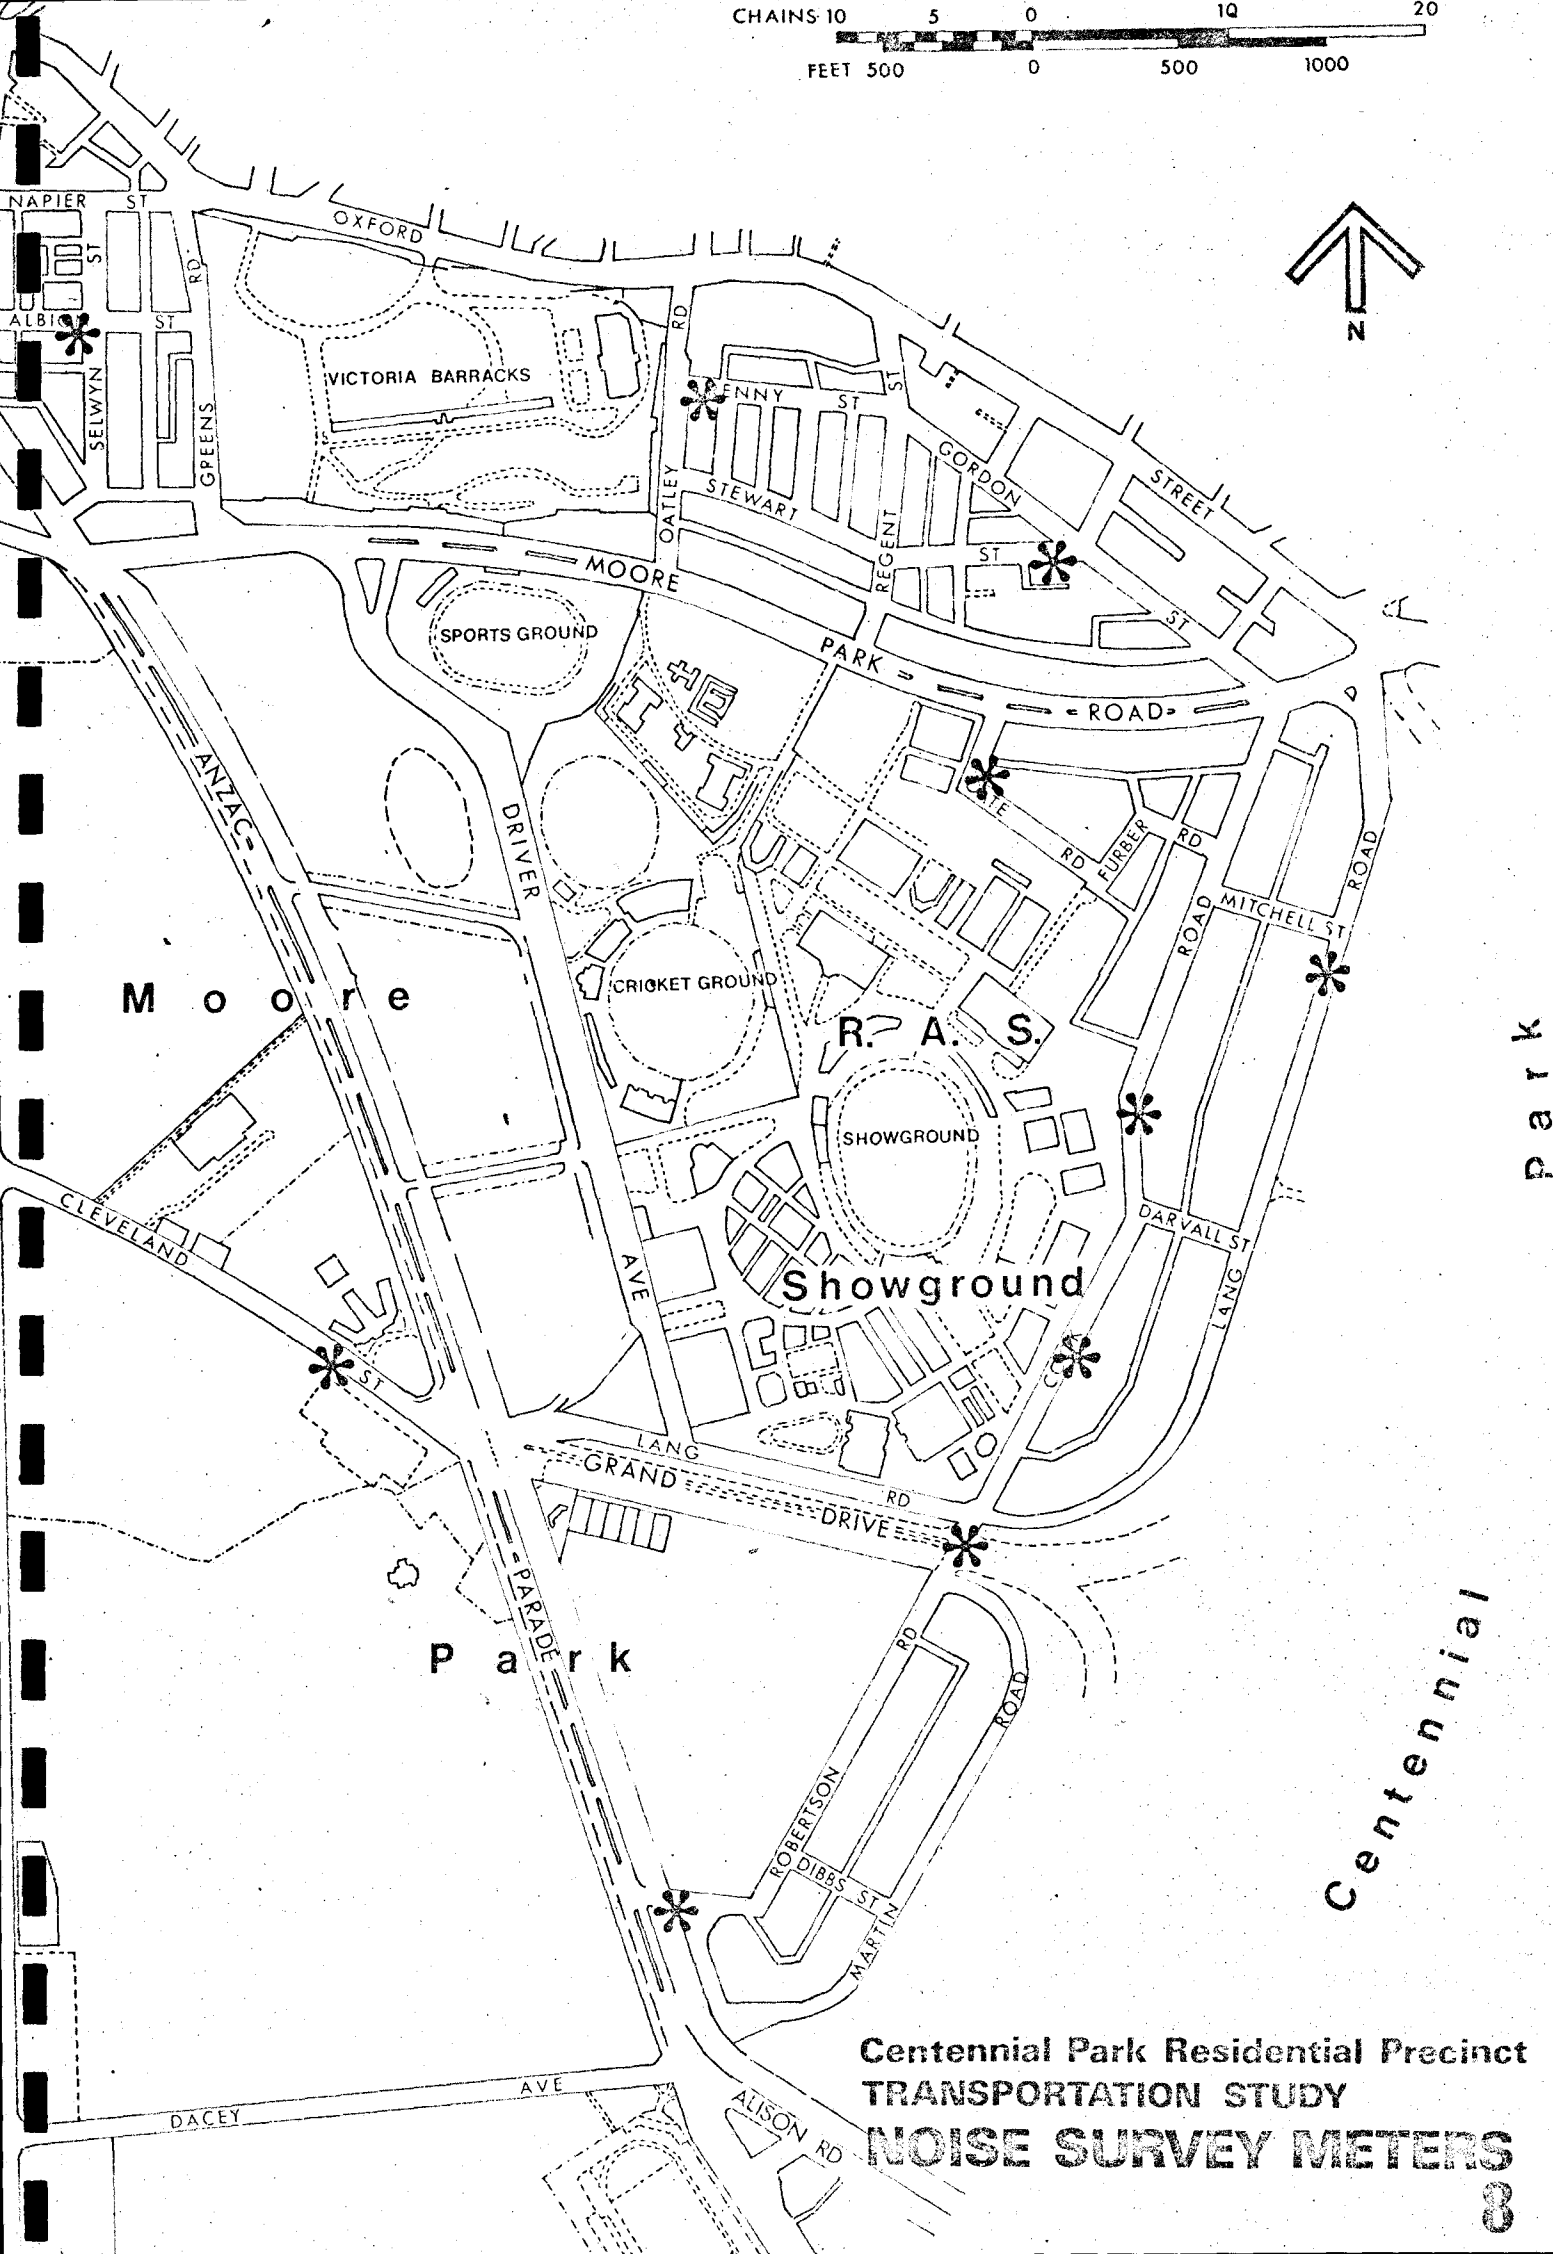 CHAINS 10 5 0 10 20
FEET 500 0 500 1000
NAPIER ST
OXFORD
ST
RD
RD
N
ST
VICTORIA BARRACKS
ENNY ST
ST
SELWYN
GREENS
OATLEY
STEWART
GORDON
STREET
REGENT
ST
MOORE
SPORTS GROUND
ST
PARK
ROAD
ANZAC
DRIVER
RD
FURBER
RD
ROAD
ROAD
MITCHELL ST
CRICKET GROUND
Moore
R. A. S.
Park
SHOWGROUND
CLEVELAND
DARVALL ST
AVE
Showground
LANG
ST
LANG
GRAND
RD
DRIVE
PARADE
Park
RD
ROAD
Centennial
ROBERTSON
DIBBS ST
MARTIN
Centennial Park Residential Precinct
AVE
TRANSPORTATION STUDY
DACEY
ALISON RD
NOISE SURVEY METERS
8